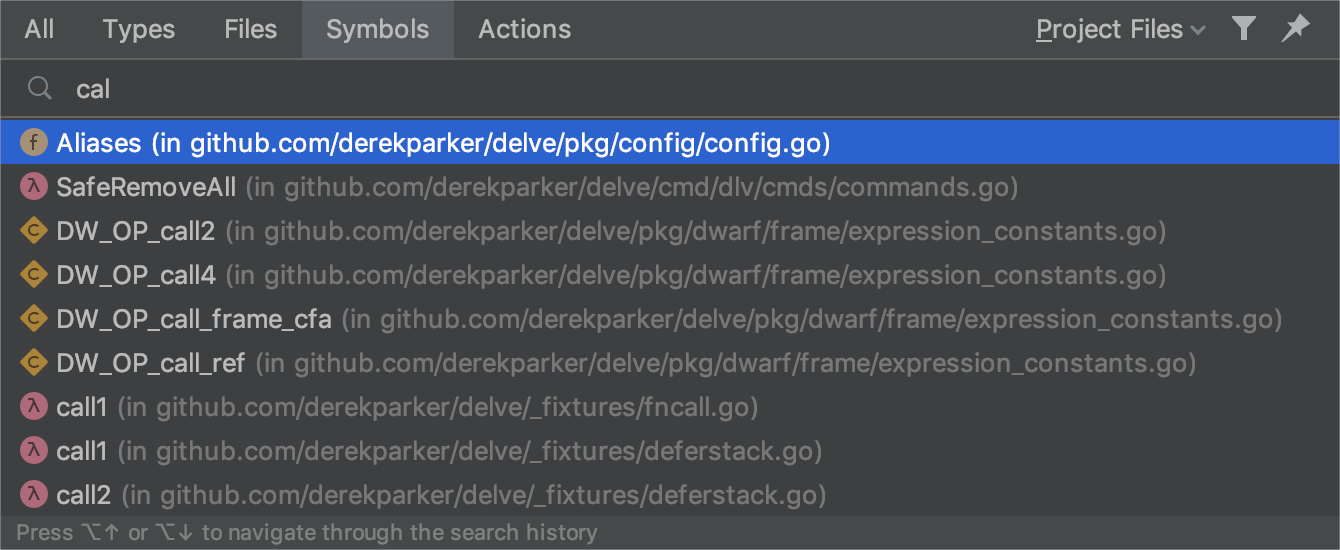 All Types Files Symbols Actions Project Files
cal
f Aliases (in github.com/derekparker/delve/pkg/config/config.go)
λ SafeRemoveAll (in github.com/derekparker/delve/cmd/dlv/cmds/commands.go)
C DW_OP_call2 (in github.com/derekparker/delve/pkg/dwarf/frame/expression_constants.go)
C DW_OP_call4 (in github.com/derekparker/delve/pkg/dwarf/frame/expression_constants.go)
C DW_OP_call_frame_cfa (in github.com/derekparker/delve/pkg/dwarf/frame/expression_constants.go)
C DW_OP_call_ref (in github.com/derekparker/delve/pkg/dwarf/frame/expression_constants.go)
λ call1 (in github.com/derekparker/delve/_fixtures/fncall.go)
λ call1 (in github.com/derekparker/delve/_fixtures/deferstack.go)
λ call2 (in github.com/derekparker/delve/_fixtures/deferstack.go)
Press ⌥↑ or ⌥↓ to navigate through the search history